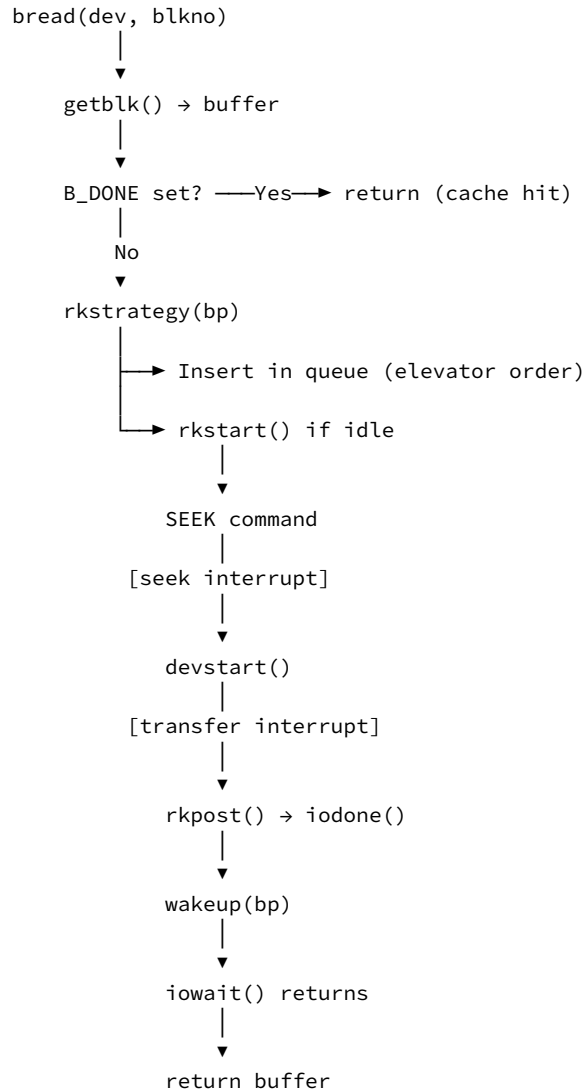 bread(dev, blkno)
getblk() → buffer
B_DONE set? ──Yes─► return (cache hit)
No
rkstrategy(bp)
Insert in queue (elevator order)
rkstart() if idle
SEEK command
[seek interrupt]
devstart()
[transfer interrupt]
rkpost() → iodone()
wakeup(bp)
iowait() returns
return buffer